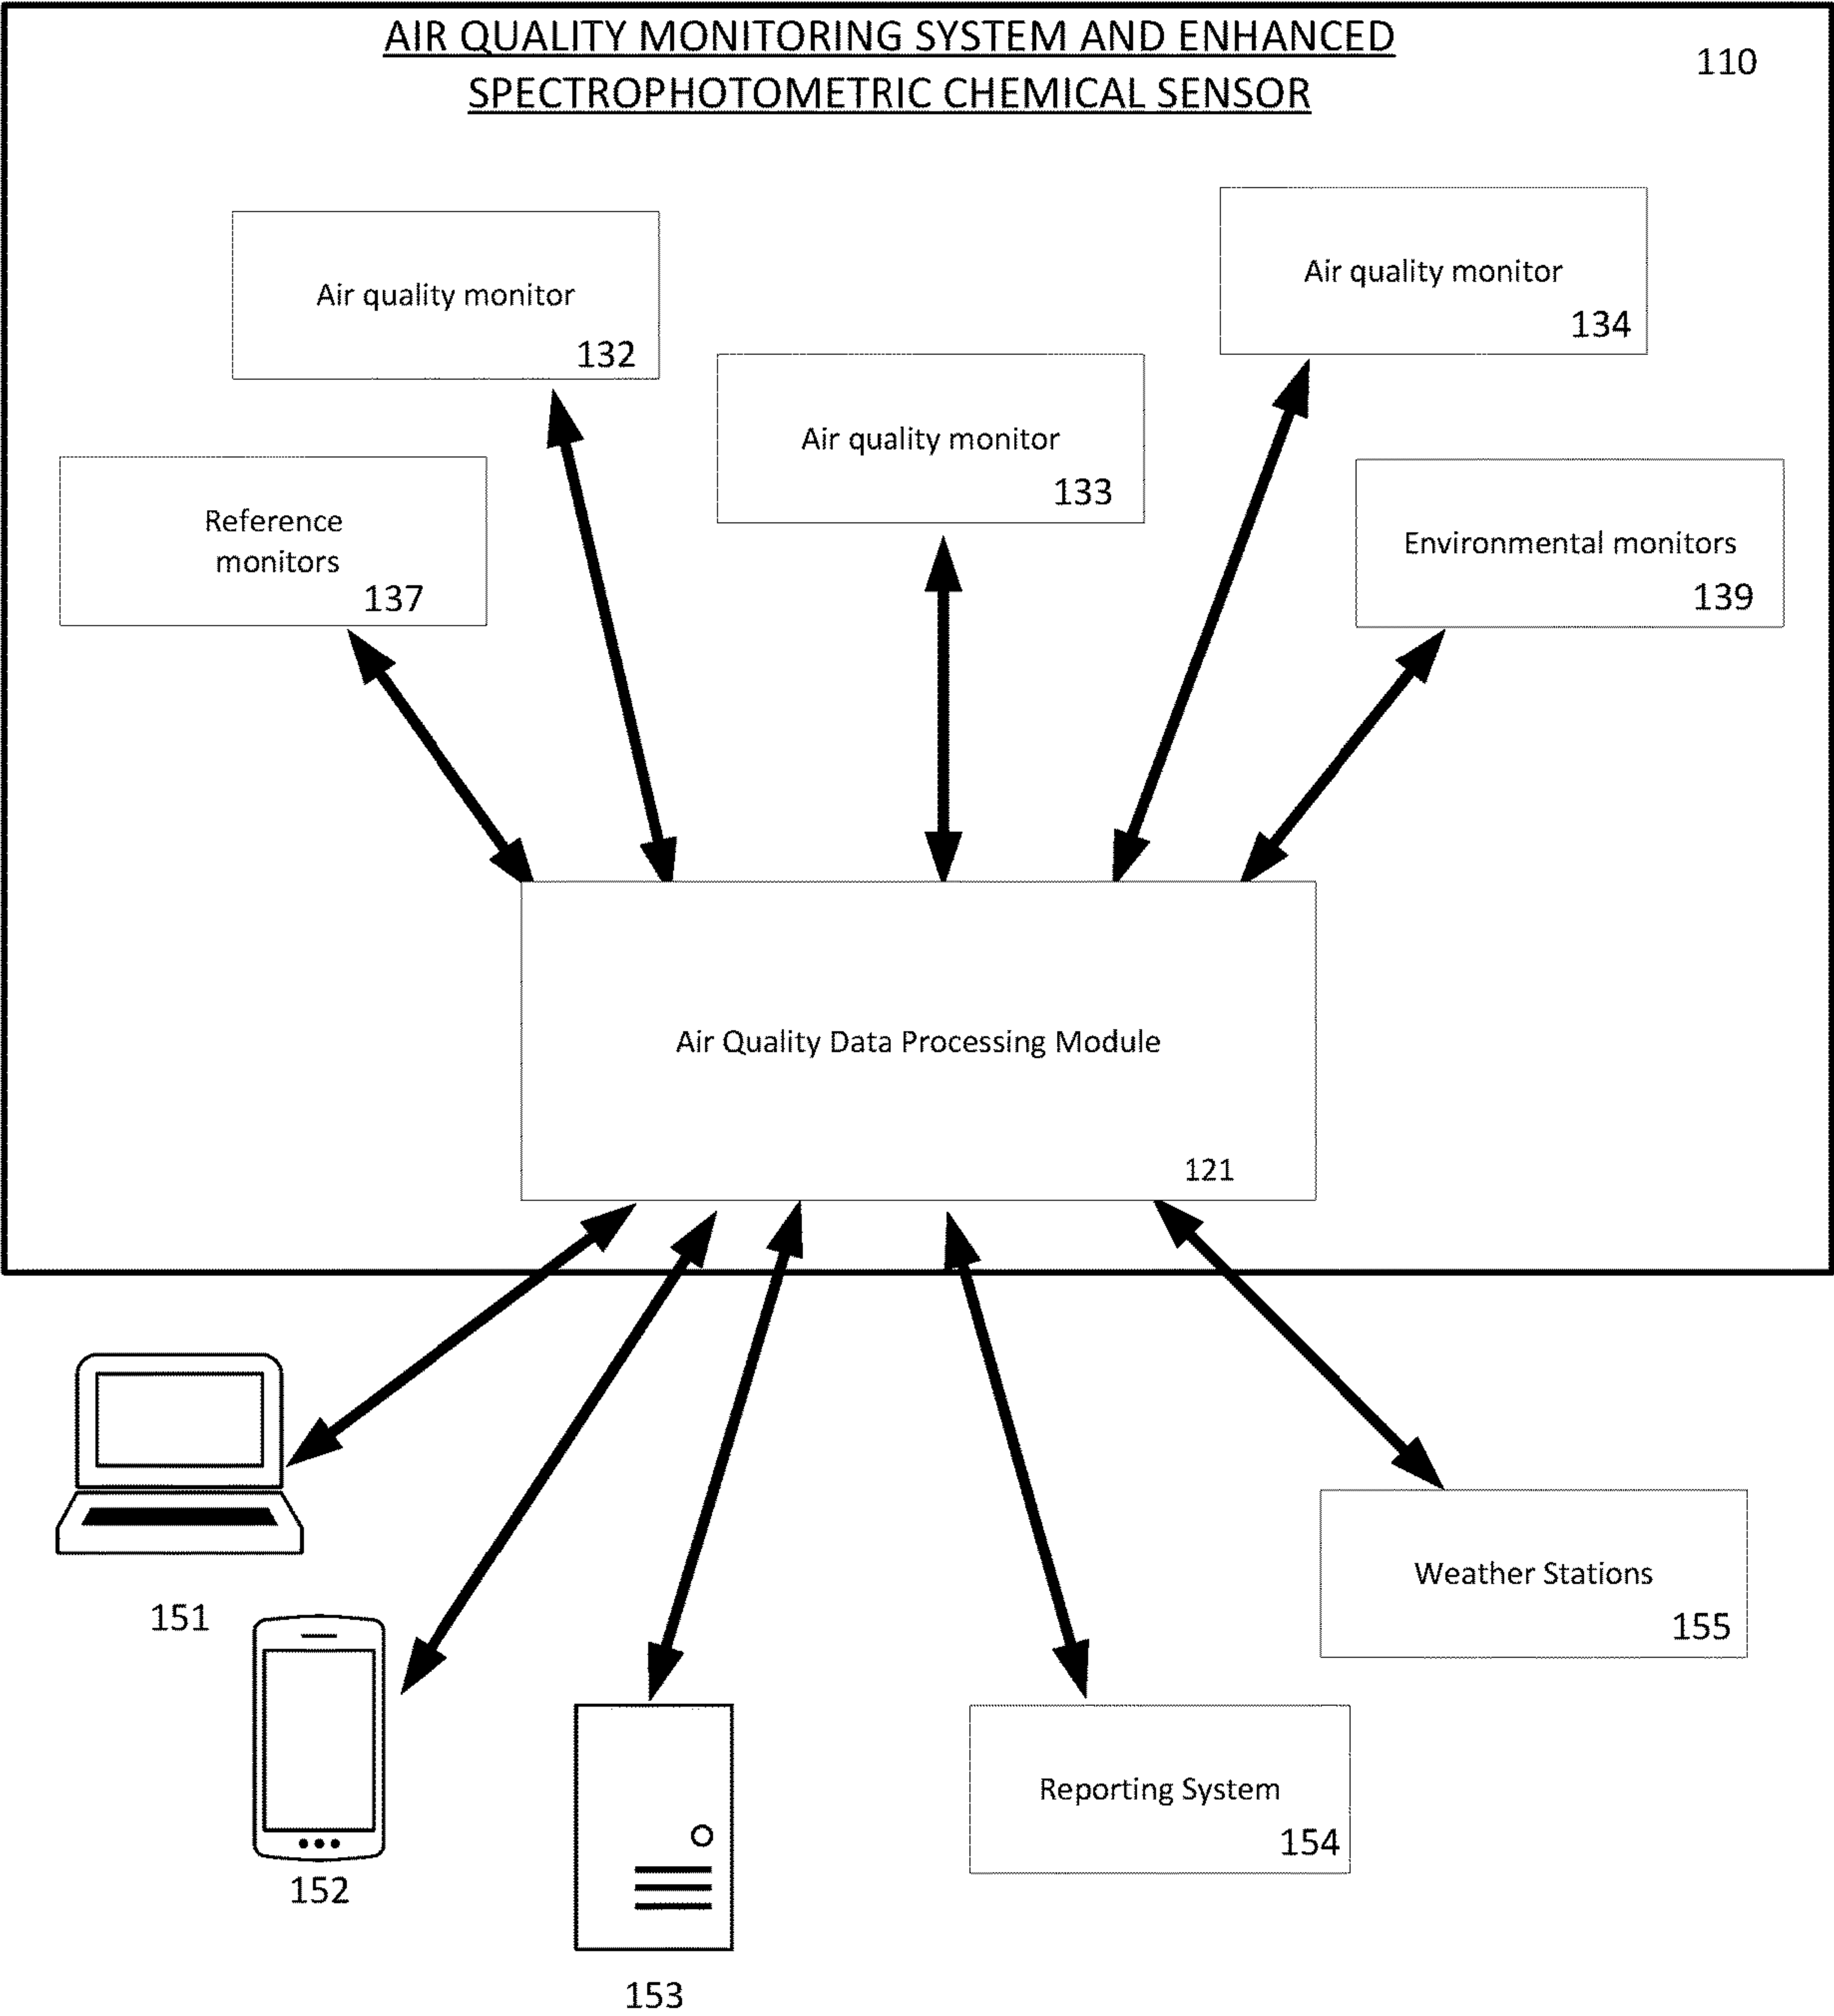 AIR QUALITY MONITORING SYSTEM AND ENHANCED
SPECTROPHOTOMETRIC CHEMICAL SENSOR
110
Air quality monitor
132
Air quality monitor
133
Air quality monitor
134
Reference
monitors
137
Environmental monitors
139
Air Quality Data Processing Module
121
151
152
153
Reporting System
154
Weather Stations
155